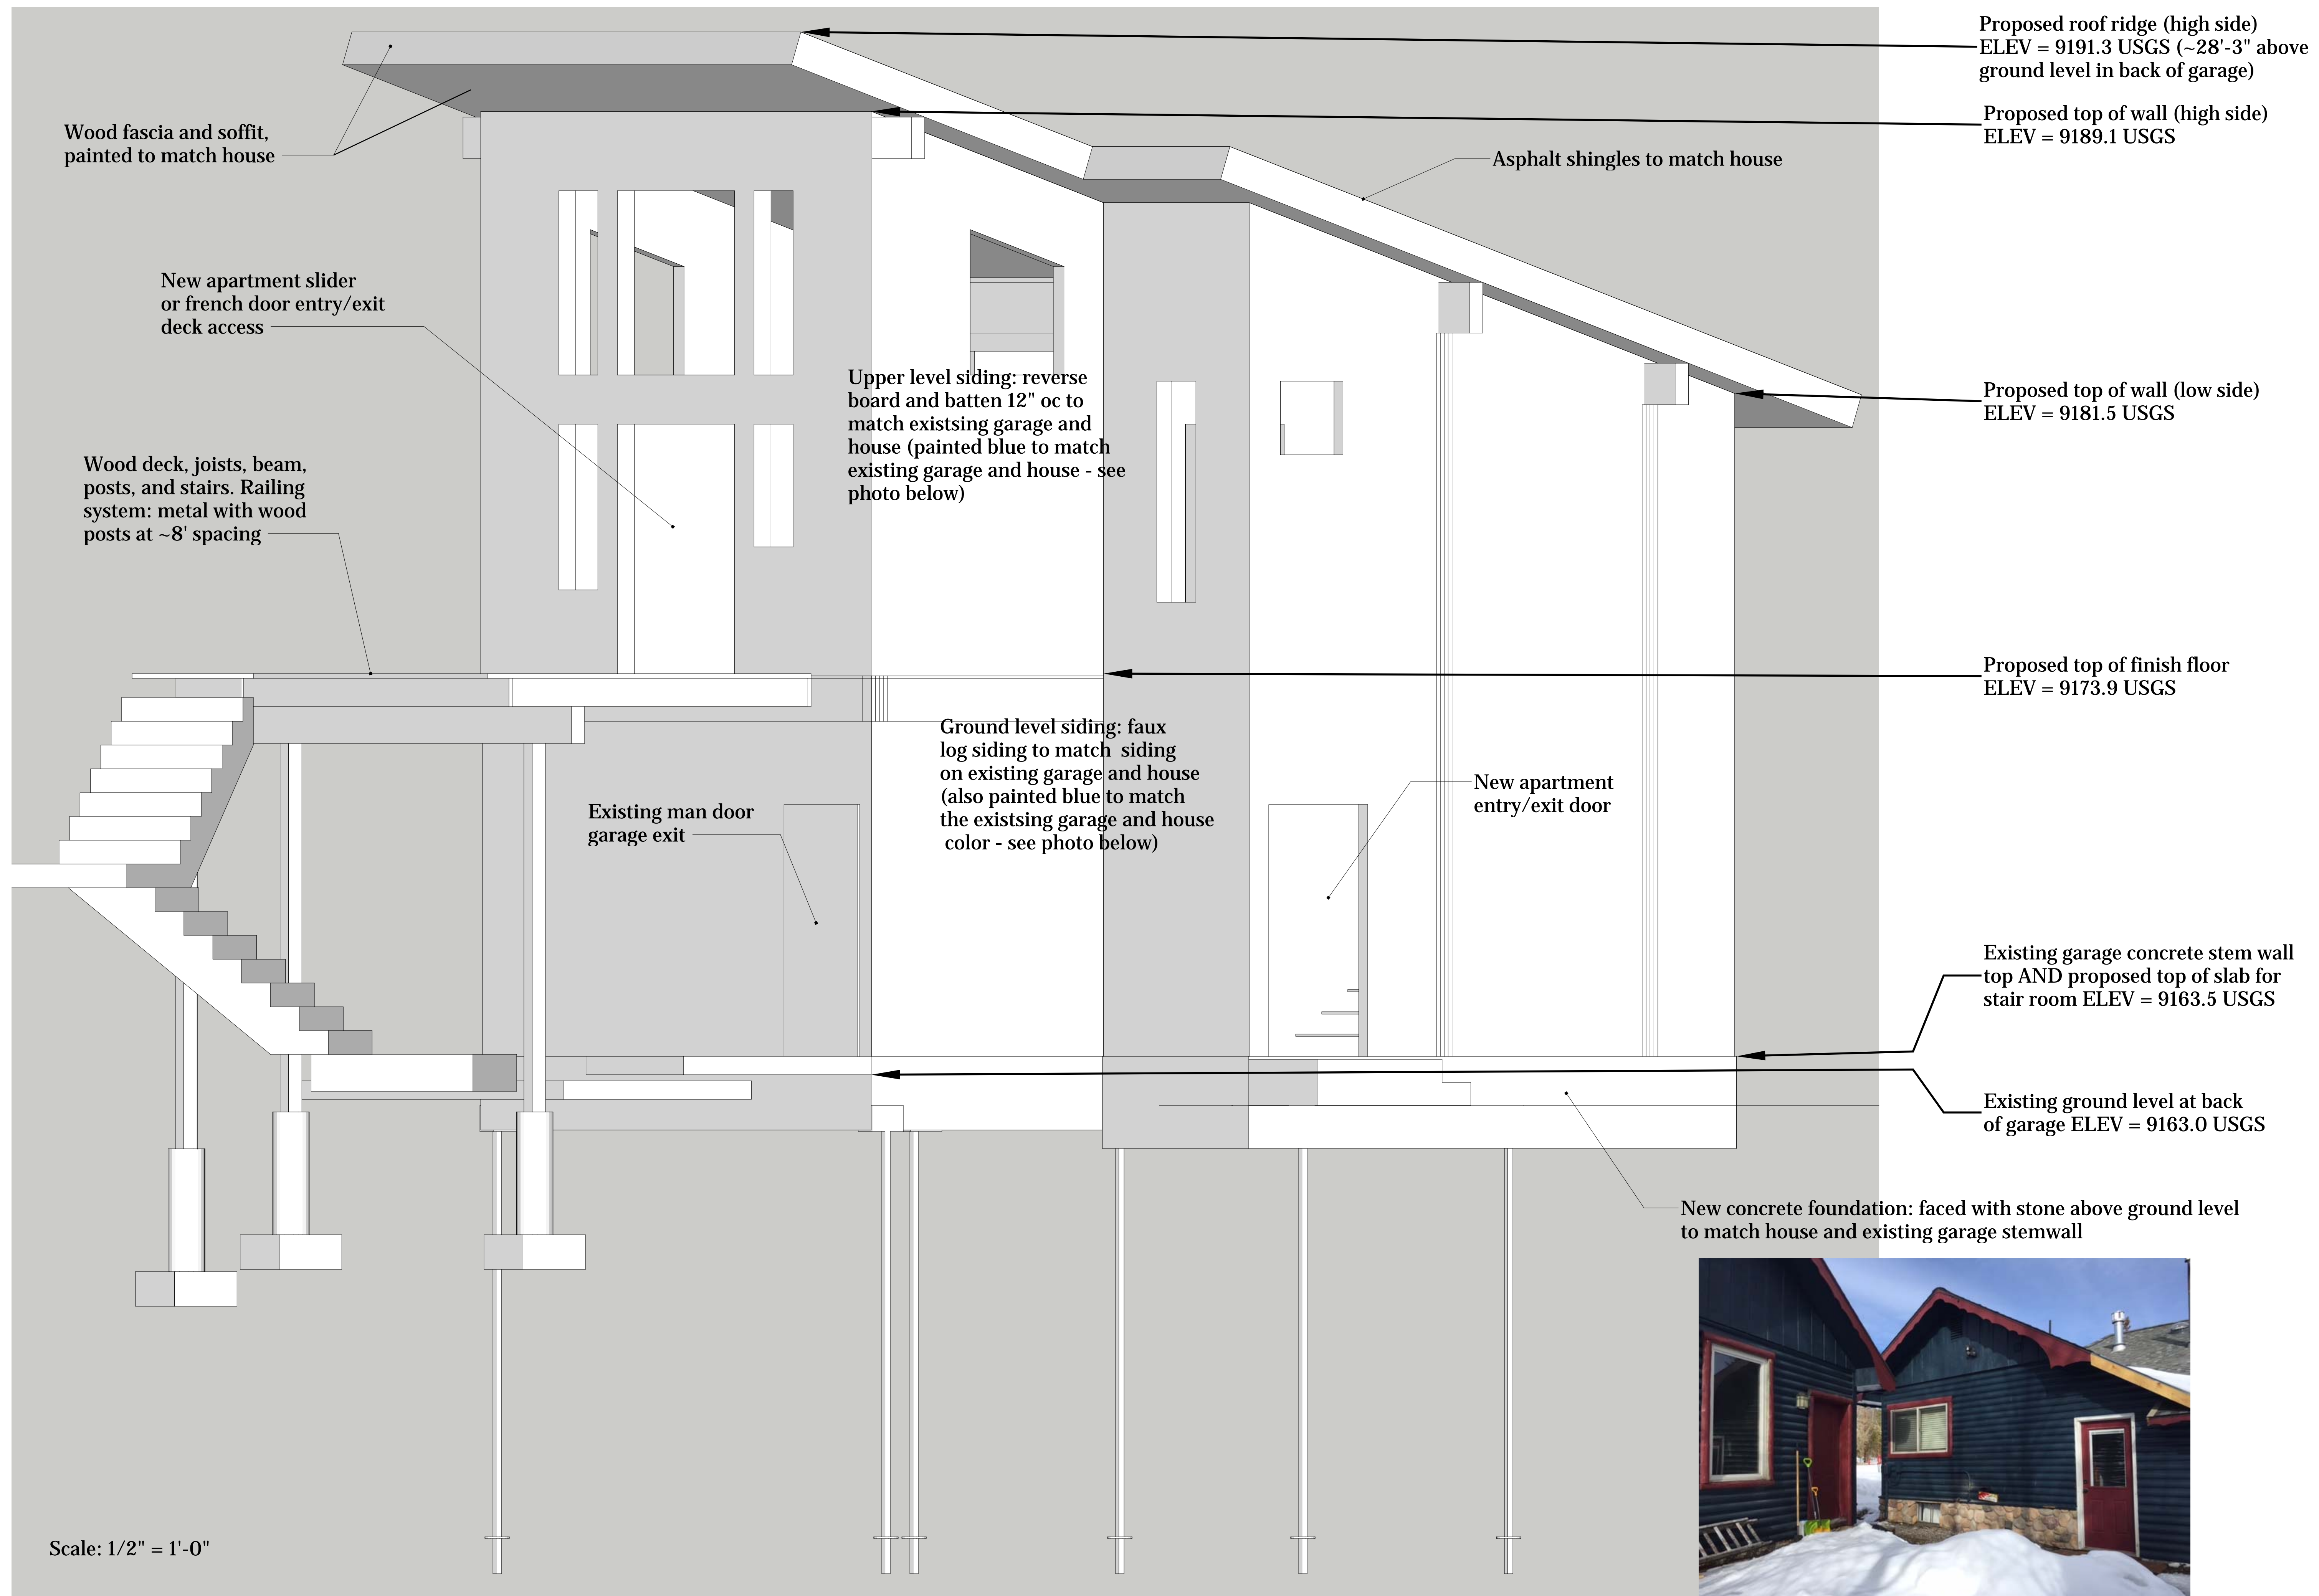 Proposed roof ridge (high side)
ELEV = 9191.3 USGS (~28'-3" above
ground level in back of garage)
Proposed top of wall (high side)
ELEV = 9189.1 USGS
Wood fascia and soffit,
painted to match house
Asphalt shingles to match house
New apartment slider
or french door entry/exit
deck access
Upper level siding: reverse
board and batten 12" oc to
match existsing garage and
house (painted blue to match
existing garage and house - see
photo below)
Proposed top of wall (low side)
ELEV = 9181.5 USGS
Wood deck, joists, beam,
posts, and stairs. Railing
system: metal with wood
posts at ~8' spacing
Proposed top of finish floor
ELEV = 9173.9 USGS
Ground level siding: faux
log siding to match siding
on existing garage and house
(also painted blue to match
the existsing garage and house
color - see photo below)
Existing man door
garage exit
New apartment
entry/exit door
Existing garage concrete stem wall
top AND proposed top of slab for
stair room ELEV = 9163.5 USGS
Existing ground level at back
of garage ELEV = 9163.0 USGS
New concrete foundation: faced with stone above ground level
to match house and existing garage stemwall
Scale: 1/2" = 1'-0"